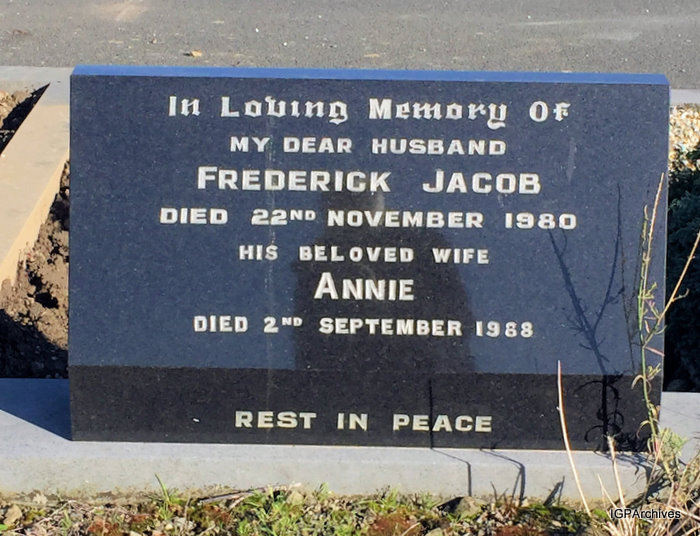 In Loving Memory Of
MY DEAR HUSBAND
FREDERICK JACOB
DIED 22ND NOVEMBER 1980
HIS BELOVED WIFE
ANNIE
DIED 2ND SEPTEMBER 1988
REST IN PEACE
IGPArchives